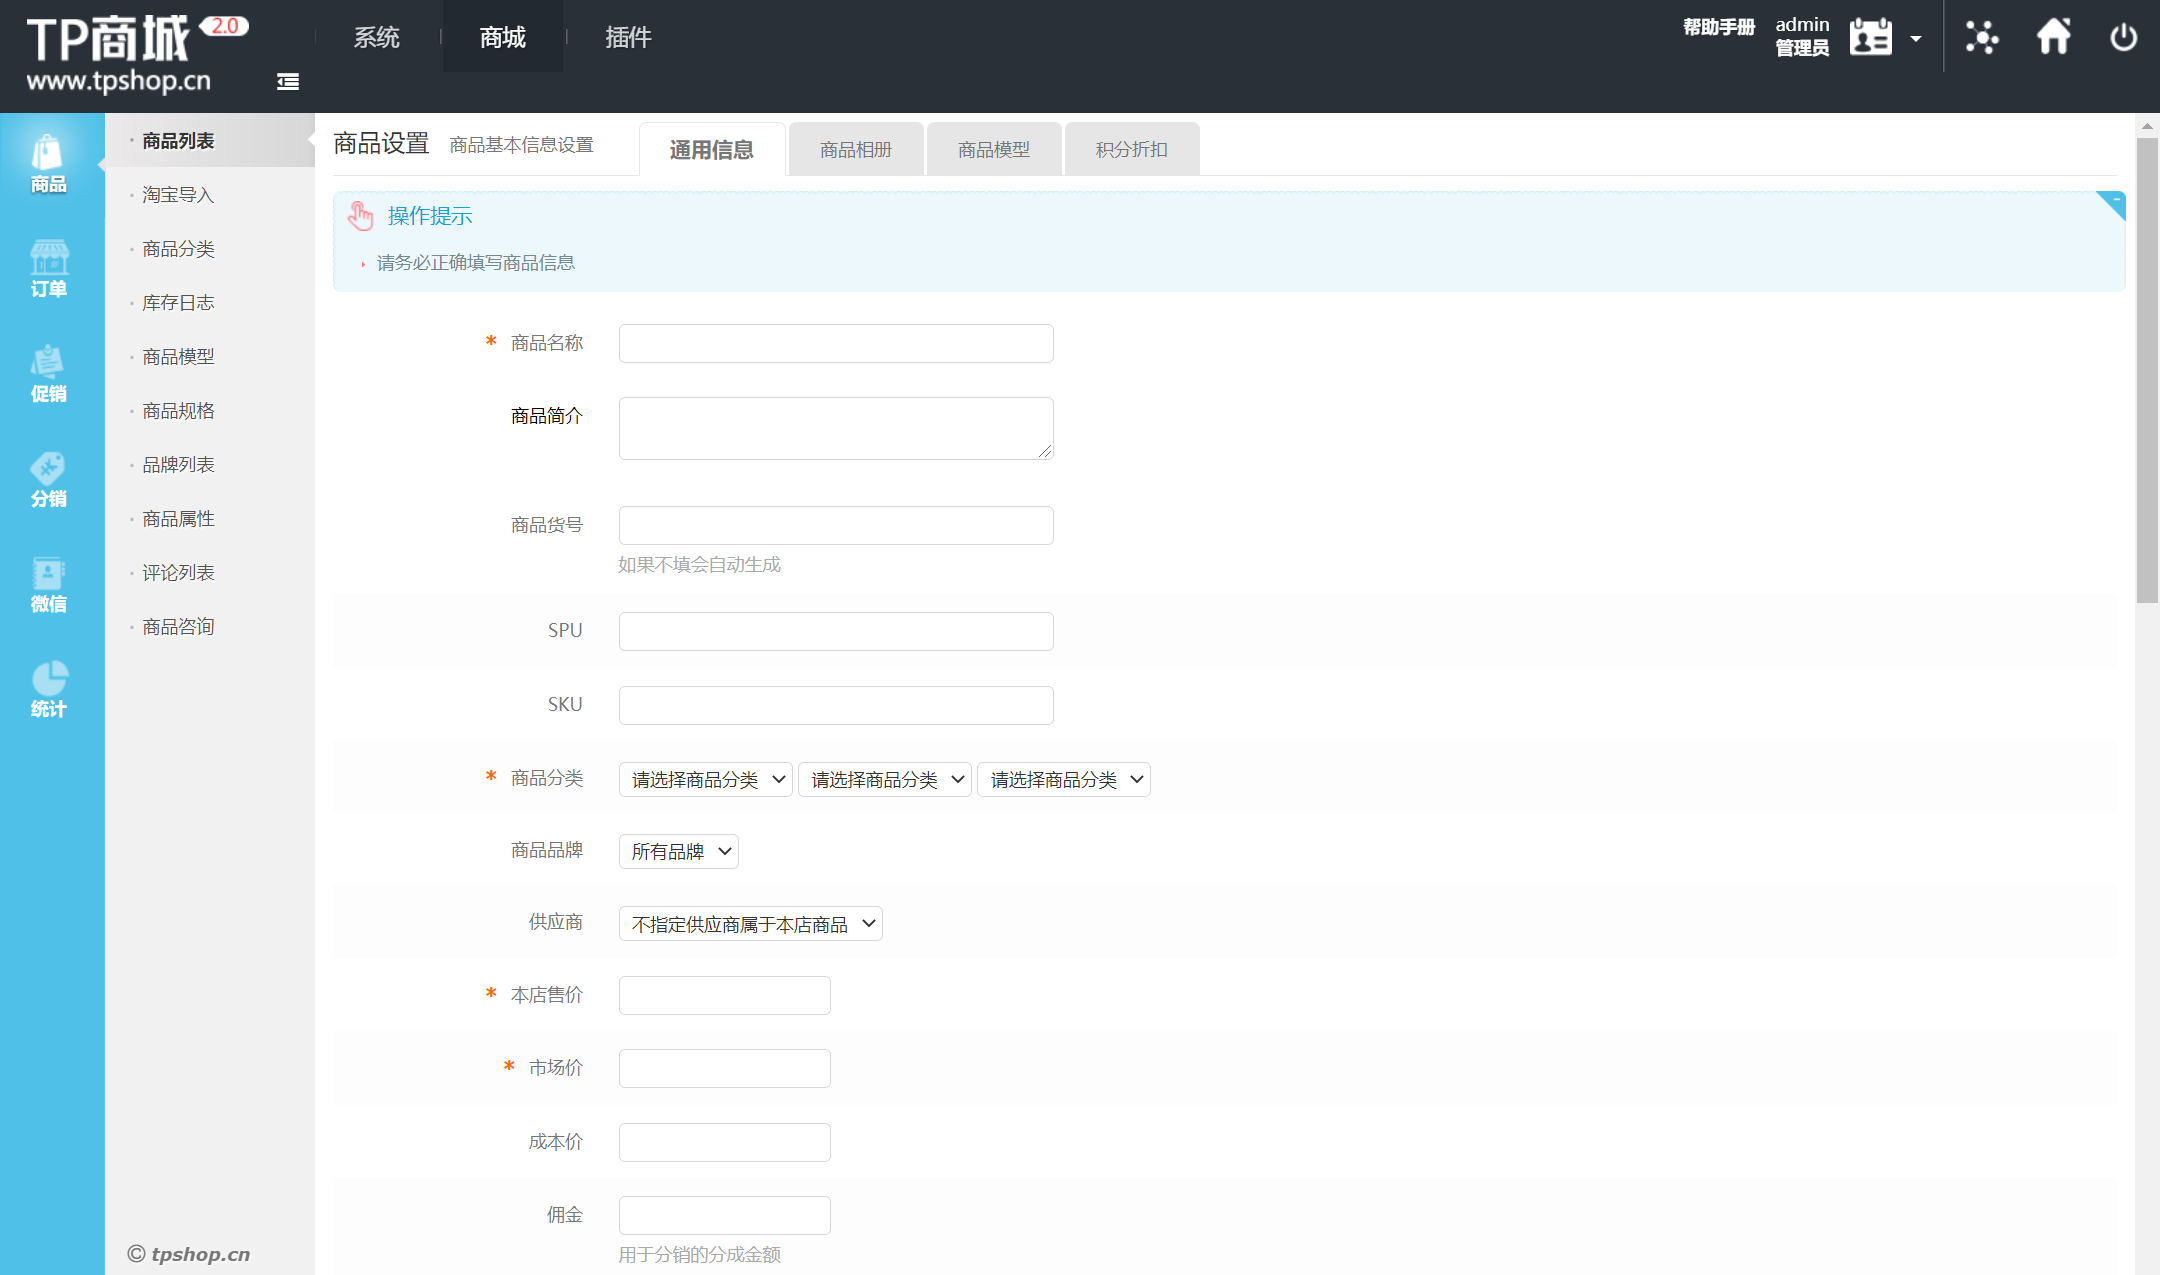 TP商城 2.0
www.tpshop.cn
系统
商城
插件
帮助手册
admin
管理员
商品
订单
促销
分销
微信
统计
商品列表
淘宝导入
商品分类
库存日志
商品模型
商品规格
品牌列表
商品属性
评论列表
商品咨询
© tpshop.cn
商品设置 商品基本信息设置
通用信息 商品相册 商品模型 积分折扣
操作提示
请务必正确填写商品信息
* 商品名称
商品简介
商品货号
如果不填会自动生成
SPU
SKU
* 商品分类 请选择商品分类 请选择商品分类 请选择商品分类
商品品牌 所有品牌
供应商 不指定供应商属于本店商品
* 本店售价
* 市场价
成本价
佣金
用于分销的分成金额